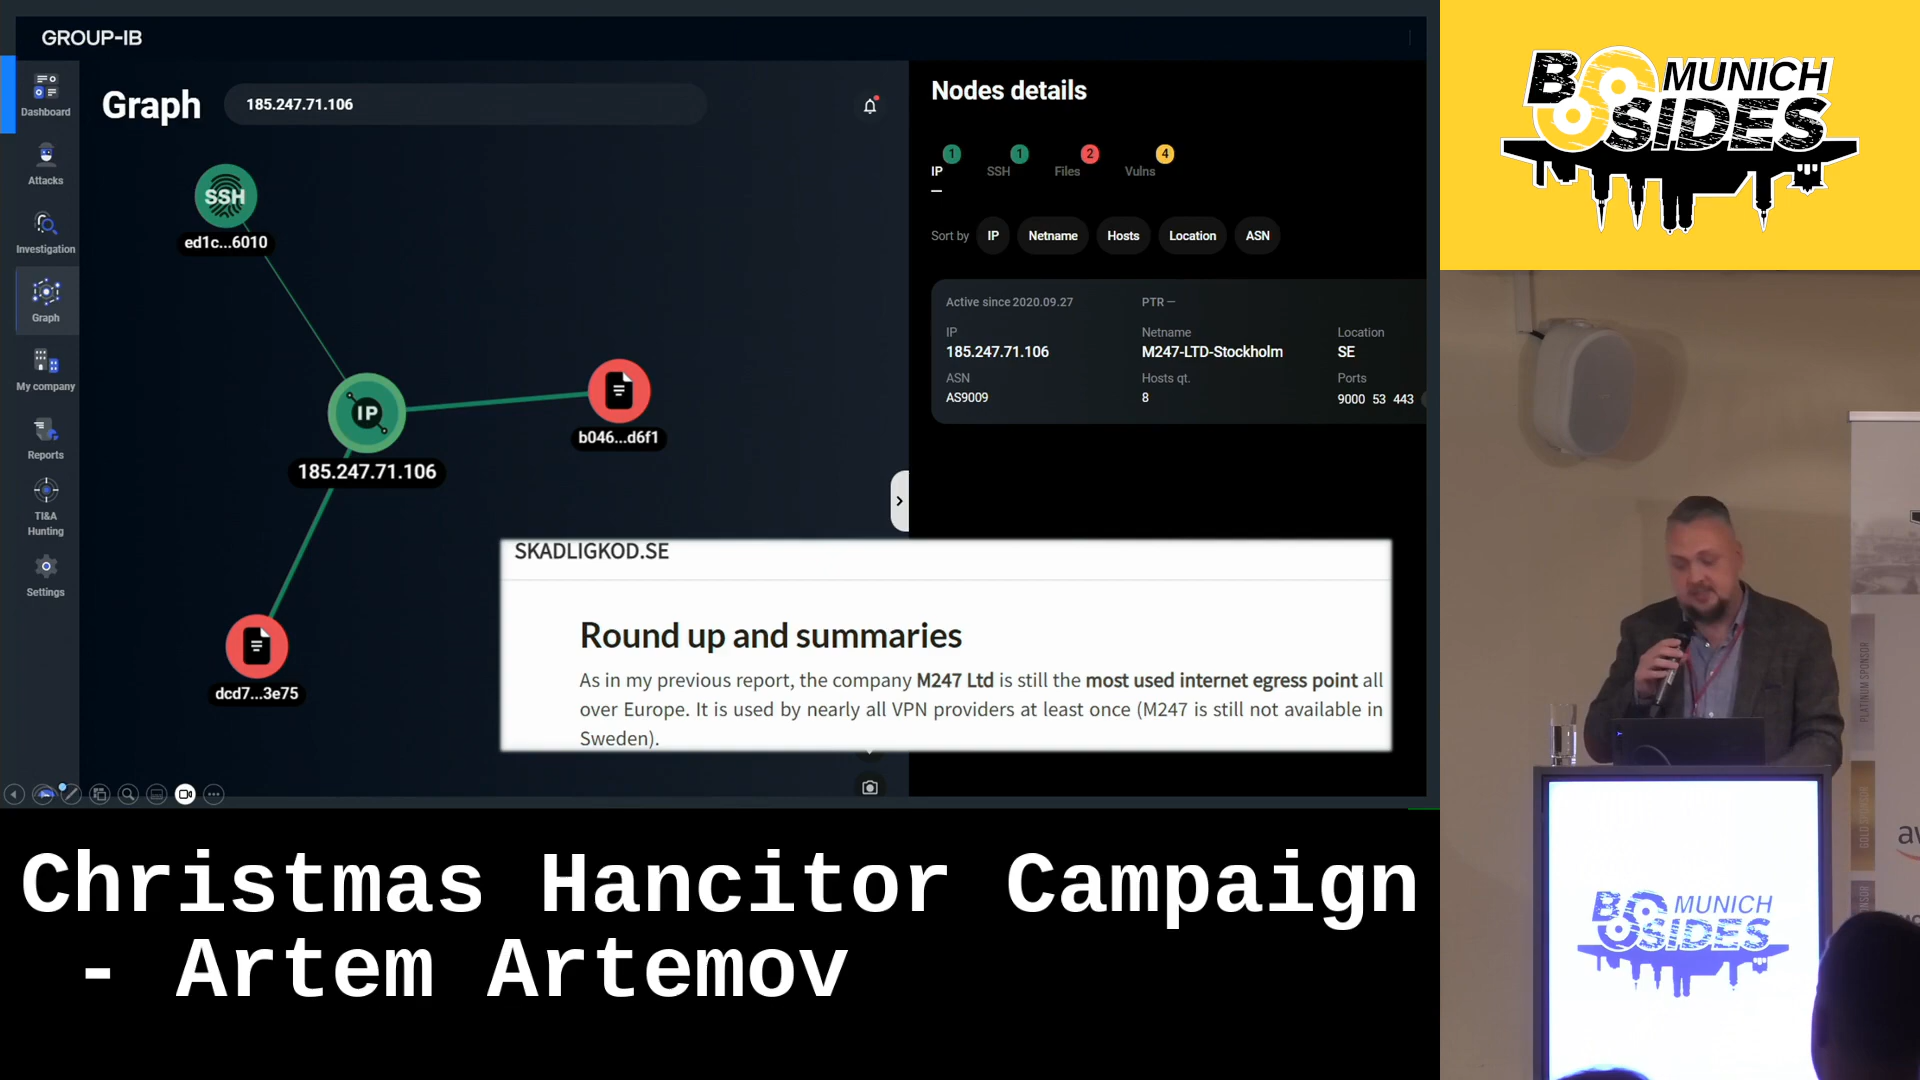 GROUP-IB
Dashboard
Attacks
Investigation
Graph
My company
Reports
TI&A
Hunting
Settings
Graph
185.247.71.106
SSH
ed1c...6010
IP
185.247.71.106
b046...d6f1
dcd7...3e75
Nodes details
1 1 2 4
IP SSH Files Vulns
Sort by IP Netname Hosts Location ASN
Active since 2020.09.27 PTR —
IP Netname Location
185.247.71.106 M247-LTD-Stockholm SE
ASN Hosts qt. Ports
AS9009 8 9000 53 443
SKADLIGKOD.SE
Round up and summaries
As in my previous report, the company M247 Ltd is still the most used internet egress point all
over Europe. It is used by nearly all VPN providers at least once (M247 is still not available in
Sweden).
Christmas Hancitor Campaign
- Artem Artemov
B MUNICH
SIDES
PLATINUM SPONSOR
GOLD SPONSOR
B MUNICH
SIDES